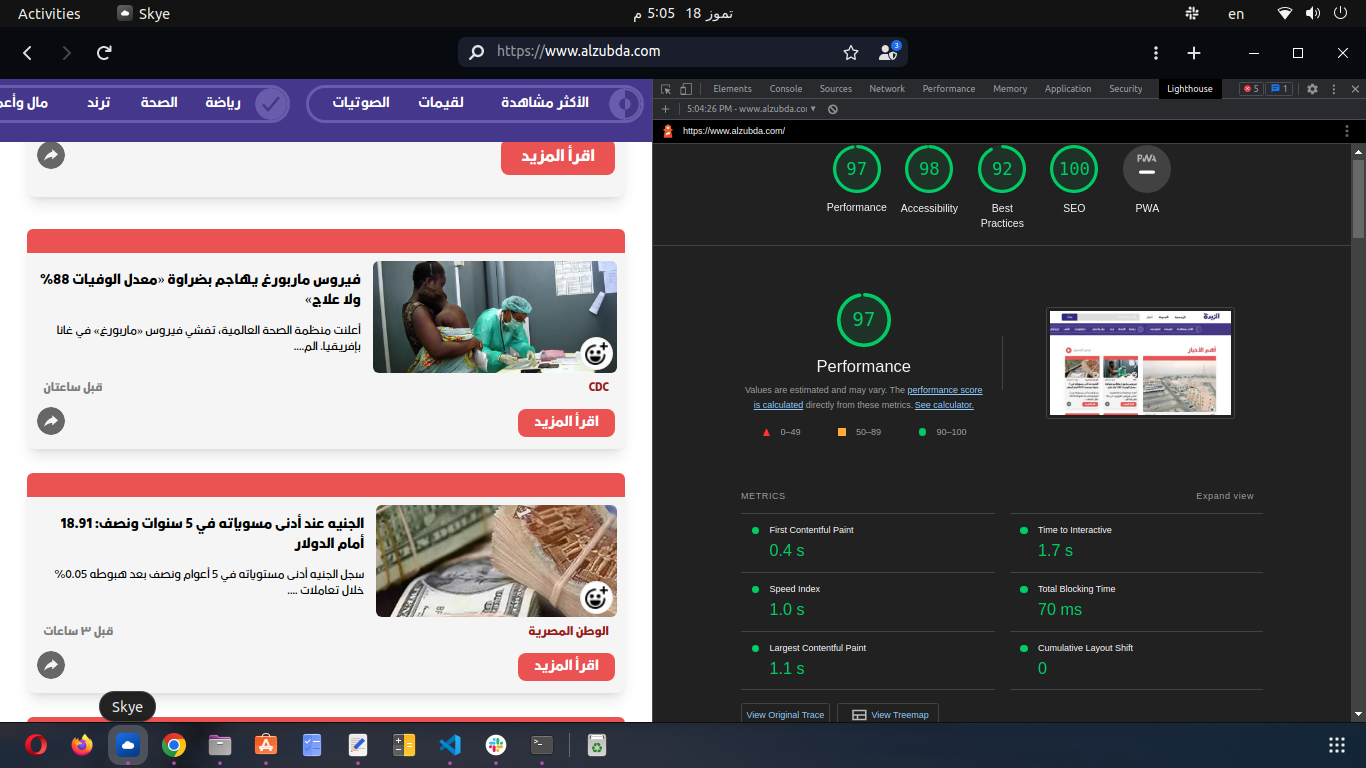 Activities
Skye
تموز 18 5:05 م
en
https://www.alzubda.com
3
الأكثر مشاهدة
لقيمات
الصوتيات
رياضة
الصحة
ترند
اقرأ المزيد
فيروس ماربورغ يهاجم بضراوة «معدل الوفيات 88%
ولا علاج»
أعلنت منظمة الصحة العالمية، تفشي فيروس «ماربورغ» في غانا
بإفريقيا. الم....
CDC
قبل ساعتان
اقرأ المزيد
الجنيه عند أدنى مسوياته في 5 سنوات ونصف: 18.91
أمام الدولار
سجل الجنيه أدنى مستوياته في 5 أعوام ونصف بعد هبوطه 0.05%
خلال تعاملات ....
الوطن المصرية
قبل ٣ ساعات
اقرأ المزيد
Skye
Elements
Console
Sources
Network
Performance
Memory
Application
Security
Lighthouse
5
1
5:04:26 PM - www.alzubda.co
https://www.alzubda.com/
97
98
92
100
PWA
Performance
Accessibility
Best
Practices
SEO
PWA
97
Performance
Values are estimated and may vary. The performance score
is calculated directly from these metrics. See calculator.
0–49
50–89
90–100
أهم الأخبار
METRICS
Expand view
First Contentful Paint
0.4 s
Time to Interactive
1.7 s
Speed Index
1.0 s
Total Blocking Time
70 ms
Largest Contentful Paint
1.1 s
Cumulative Layout Shift
0
View Original Trace
View Treemap